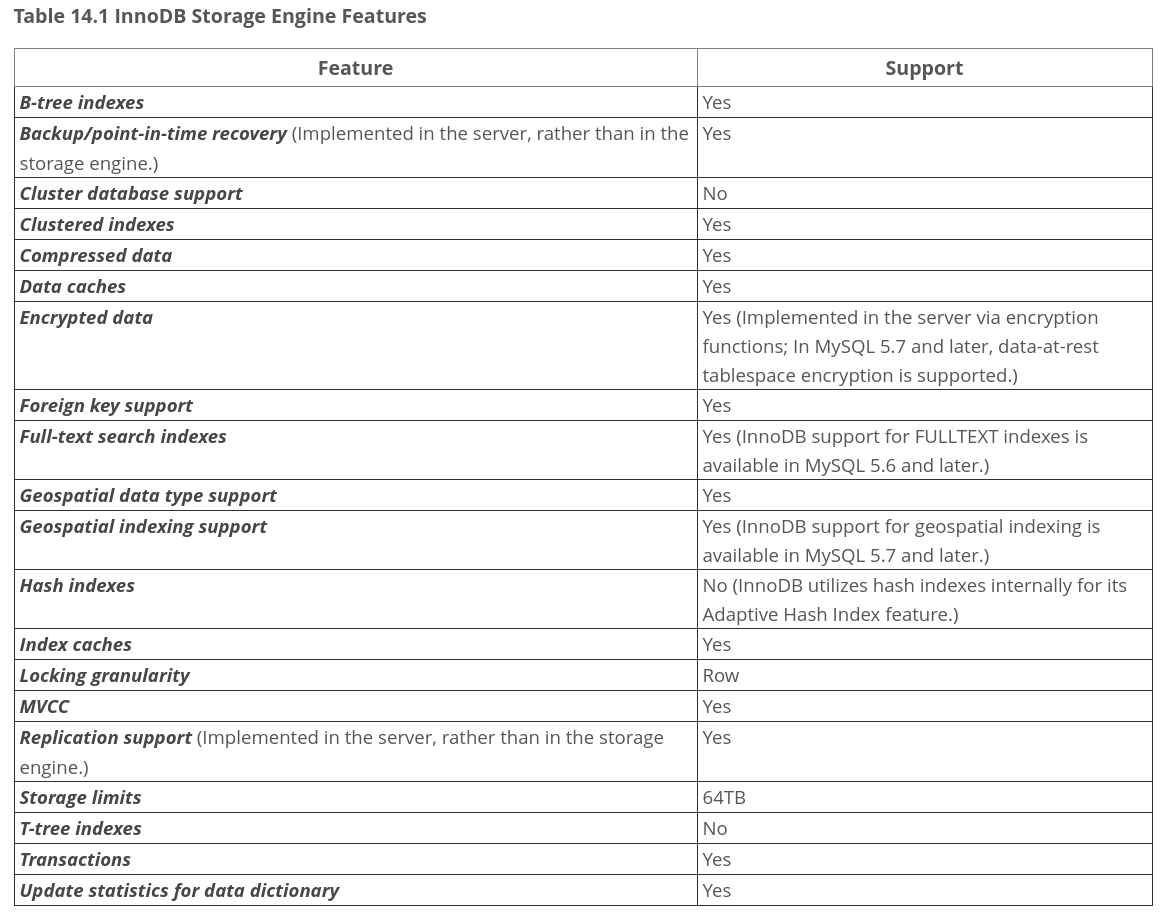 Table 14.1 InnoDB Storage Engine Features
Feature Support
B-tree indexes Yes
Backup/point-in-time recovery (Implemented in the server, rather than in the Yes
storage engine.)
Cluster database support No
Clustered indexes Yes
Compressed data Yes
Data caches Yes
Encrypted data Yes (Implemented in the server via encryption
functions; In MySQL 5.7 and later, data-at-rest
tablespace encryption is supported.)
Foreign key support Yes
Full-text search indexes Yes (InnoDB support for FULLTEXT indexes is
available in MySQL 5.6 and later.)
Geospatial data type support Yes
Geospatial indexing support Yes (InnoDB support for geospatial indexing is
available in MySQL 5.7 and later.)
Hash indexes No (InnoDB utilizes hash indexes internally for its
Adaptive Hash Index feature.)
Index caches Yes
Locking granularity Row
MVCC Yes
Replication support (Implemented in the server, rather than in the storage Yes
engine.)
Storage limits 64TB
T-tree indexes No
Transactions Yes
Update statistics for data dictionary Yes